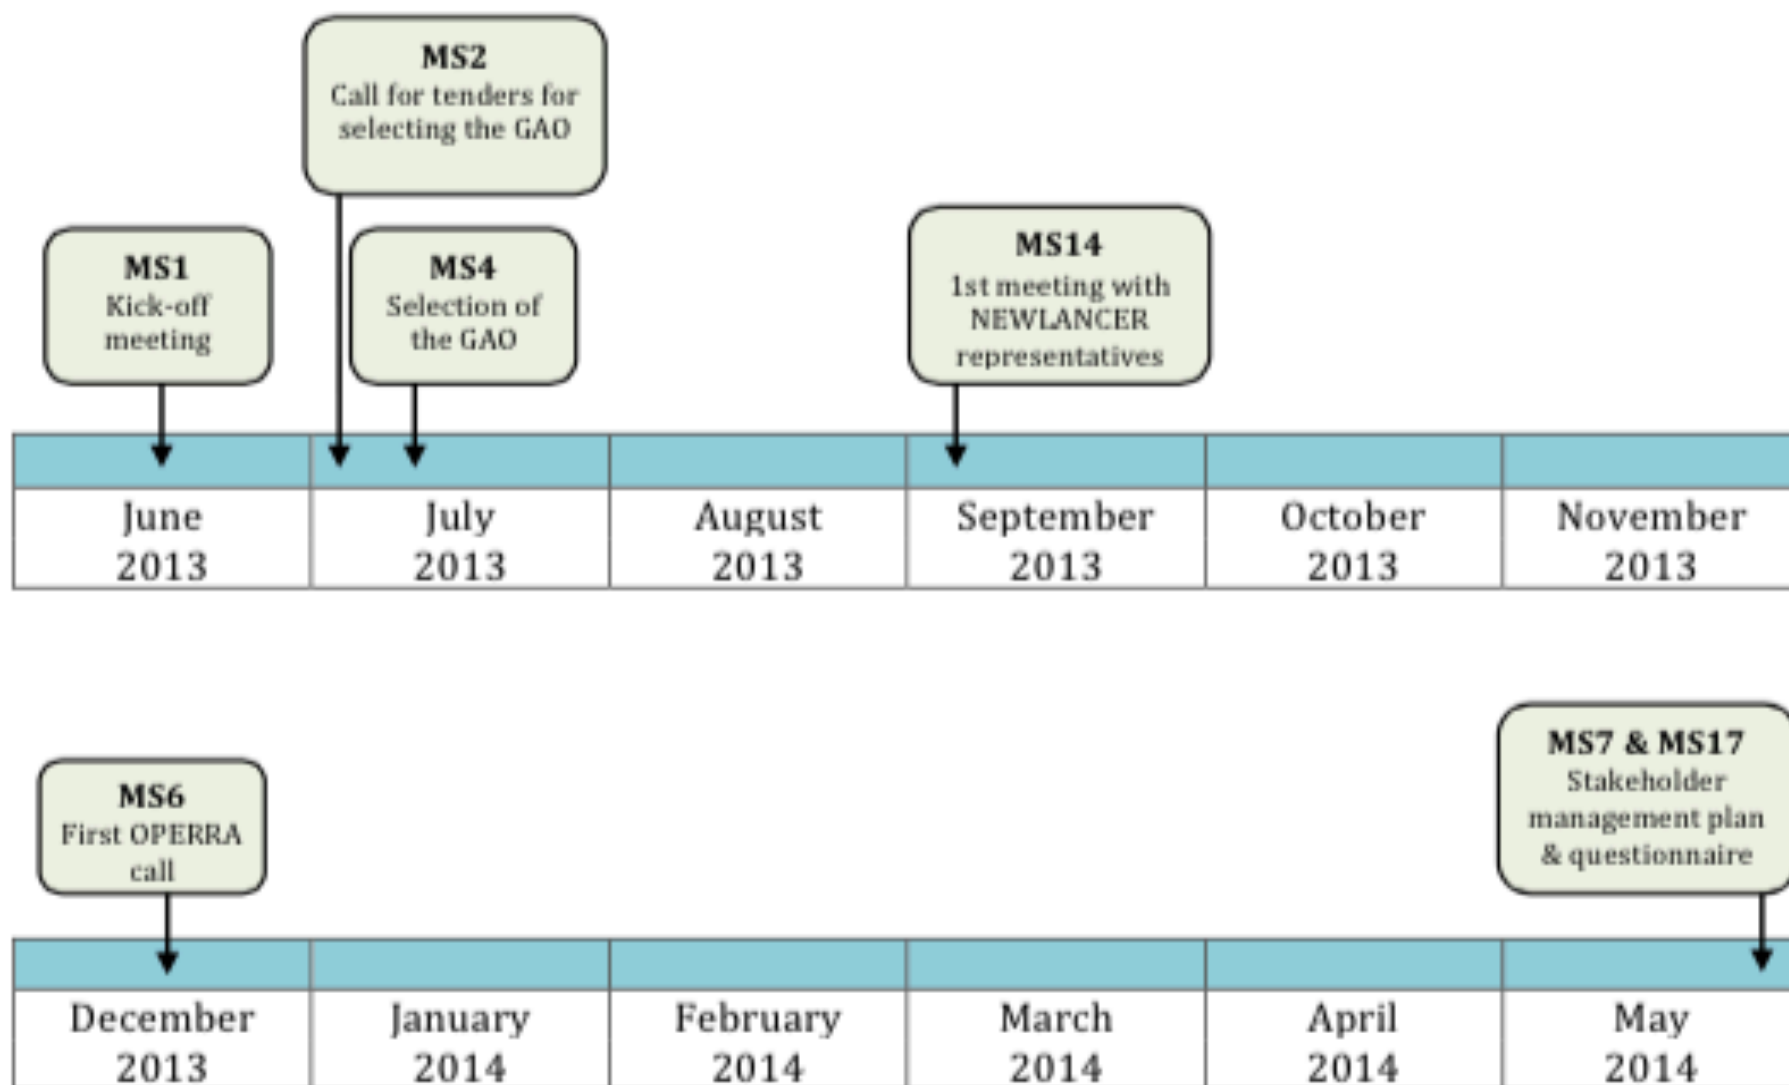 MS2
Call for tenders for
selecting the GAO
MS1
Kick-off
meeting
MS4
Selection of
the GAO
MS14
1st meeting with
NEWLANCER
representatives
June
2013
July
2013
August
2013
September
2013
October
2013
November
2013
MS6
First OPERRA
call
MS7 & MS17
Stakeholder
management plan
& questionnaire
December
2013
January
2014
February
2014
March
2014
April
2014
May
2014